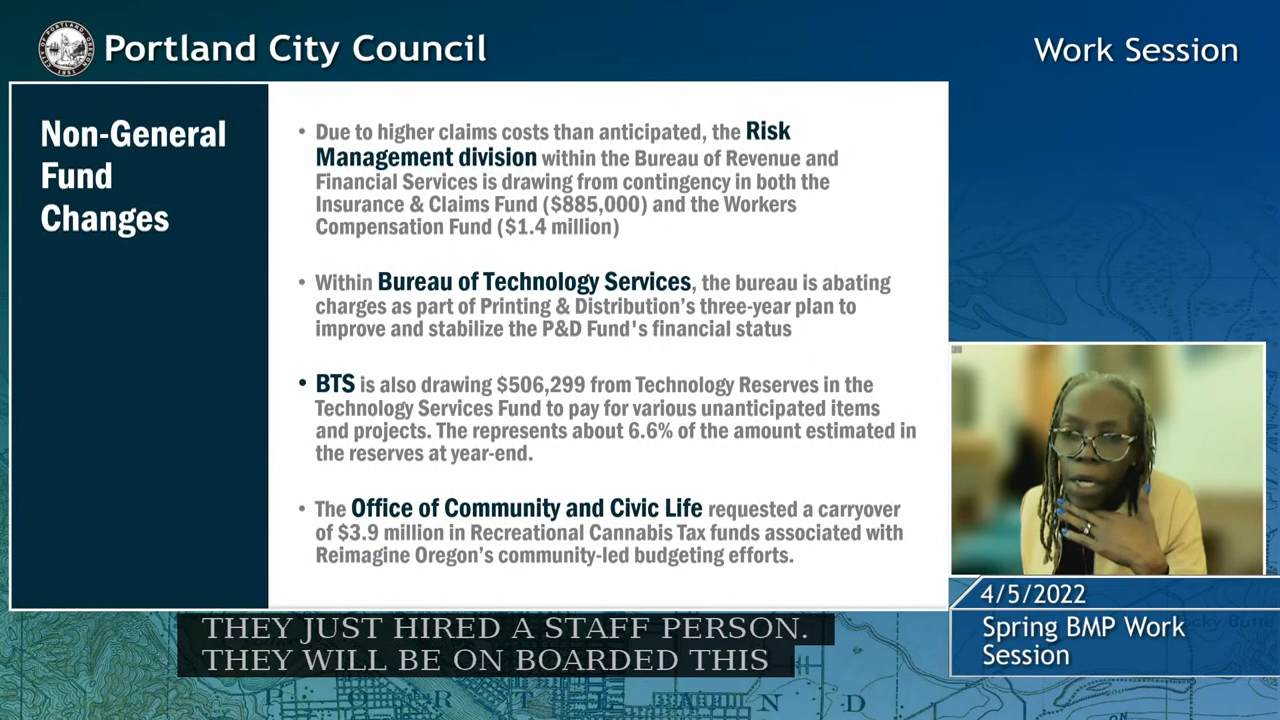 Portland City Council
Work Session
Non-General
Fund
Changes
• Due to higher claims costs than anticipated, the Risk
Management division within the Bureau of Revenue and
Financial Services is drawing from contingency in both the
Insurance & Claims Fund ($885,000) and the Workers
Compensation Fund ($1.4 million)
• Within Bureau of Technology Services, the bureau is abating
charges as part of Printing & Distribution's three-year plan to
improve and stabilize the P&D Fund's financial status
• BTS is also drawing $506,299 from Technology Reserves in the
Technology Services Fund to pay for various unanticipated items
and projects. The represents about 6.6% of the amount estimated in
the reserves at year-end.
• The Office of Community and Civic Life requested a carryover
of $3.9 million in Recreational Cannabis Tax funds associated with
Reimagine Oregon's community-led budgeting efforts.
4/5/2022
Spring BMP Work
Session
THEY JUST HIRED A STAFF PERSON.
THEY WILL BE ON BOARDED THIS